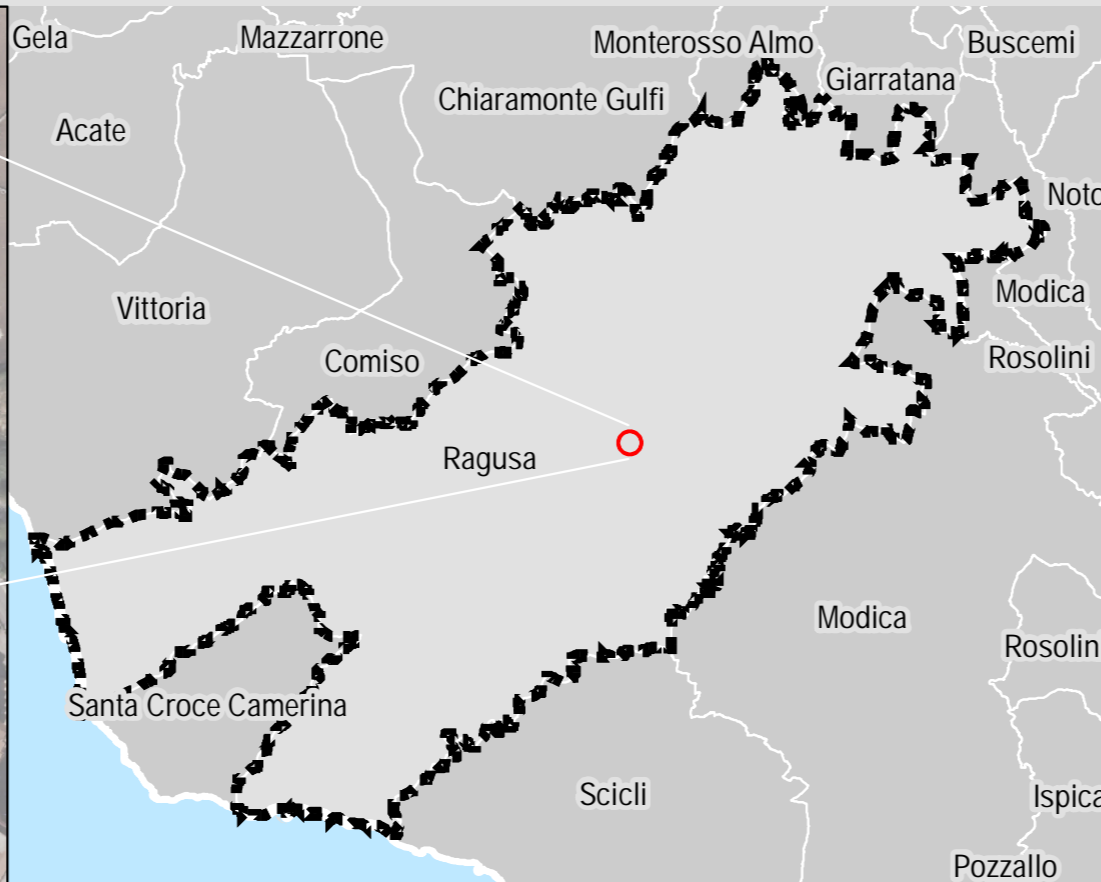 Gela
Mazzarrone
Monterosso Almo
Buscemi
Giarratana
Chiaramonte Gulfi
Acate
Noto
Modica
Vittoria
Rosolini
Comiso
Ragusa
Modica
Rosolin
Santa Croce Camerina
Scicli
Ispica
Pozzallo